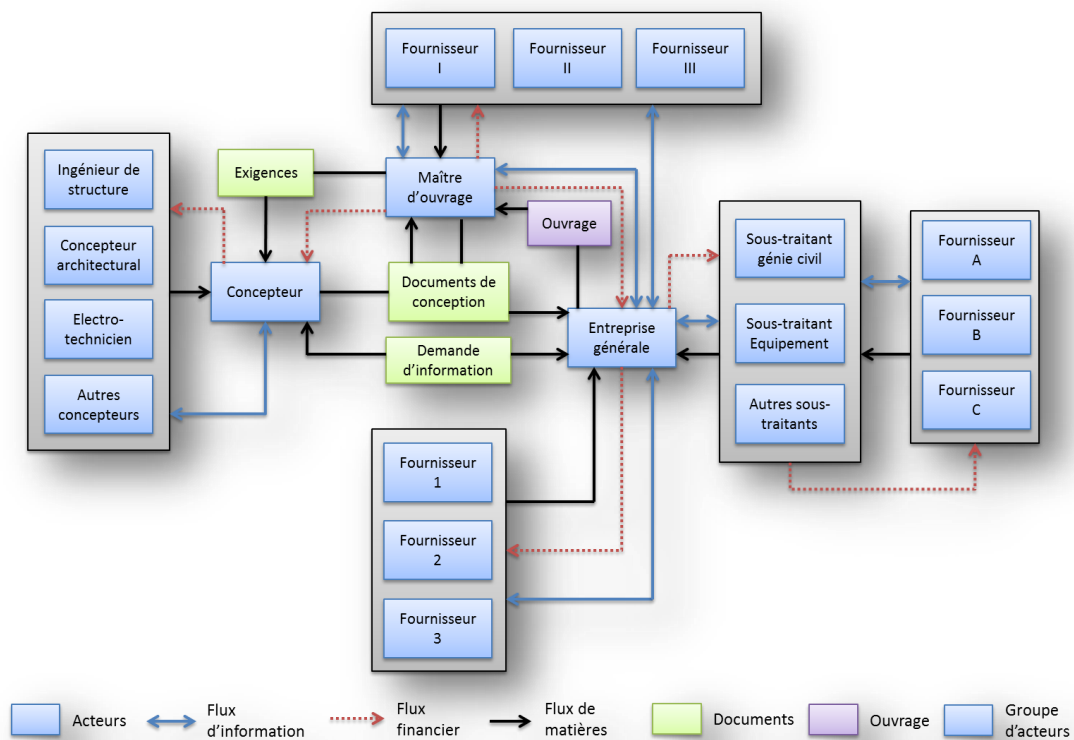 Fournisseur
I
Fournisseur
II
Fournisseur
III
Ingénieur de
structure
Concepteur
architectural
Electro-
technicien
Autres
concepteurs
Exigences
Maître
d'ouvrage
Ouvrage
Concepteur
Documents de
conception
Demande
d'information
Entreprise
générale
Sous-traitant
génie civil
Sous-traitant
Equipement
Autres sous-
traitants
Fournisseur
A
Fournisseur
B
Fournisseur
C
Fournisseur
1
Fournisseur
2
Fournisseur
3
Acteurs
Flux
d'information
Flux
financier
Flux de
matières
Documents
Ouvrage
Groupe
d'acteurs